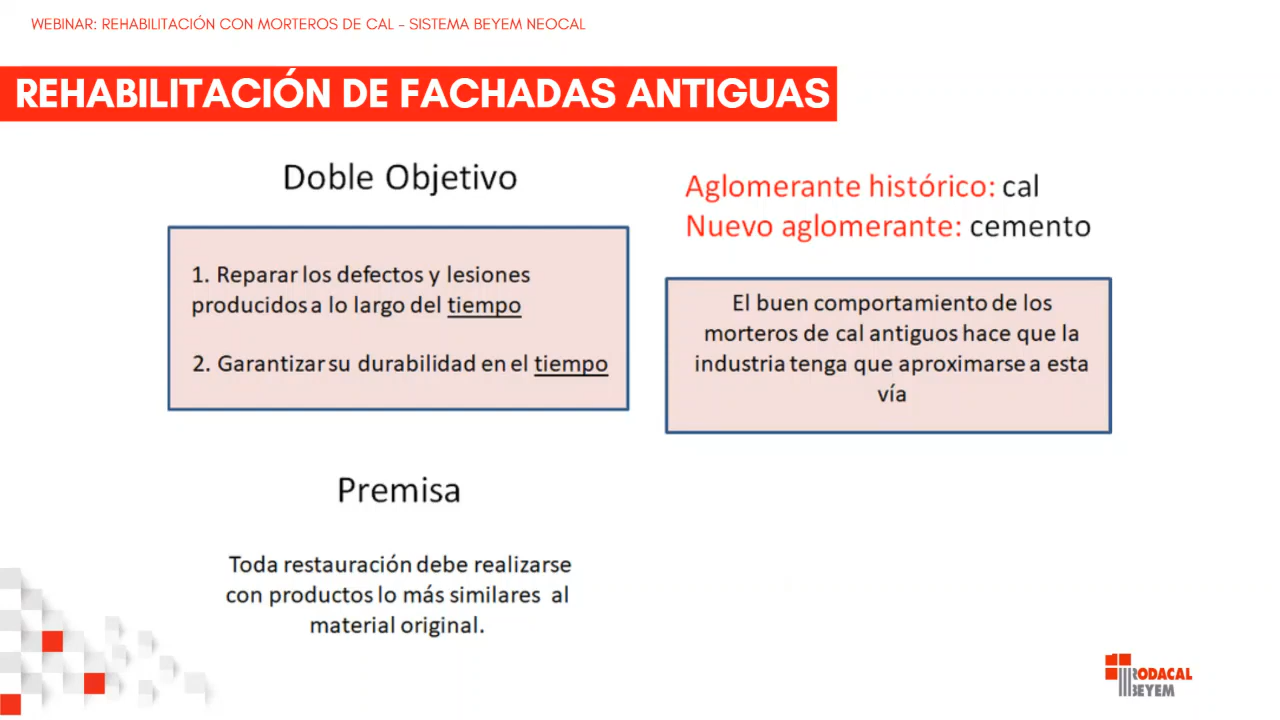 WEBINAR: REHABILITACIÓN CON MORTEROS DE CAL - SISTEMA BEYEM NEOCAL
REHABILITACIÓN DE FACHADAS ANTIGUAS
Doble Objetivo
1. Reparar los defectos y lesiones
producidos a lo largo del tiempo
2. Garantizar su durabilidad en el tiempo
Premisa
Toda restauración debe realizarse
con productos lo más similares al
material original.
Aglomerante histórico: cal
Nuevo aglomerante: cemento
El buen comportamiento de los
morteros de cal antiguos hace que la
industria tenga que aproximarse a esta
vía
RODACAL
BEYEM